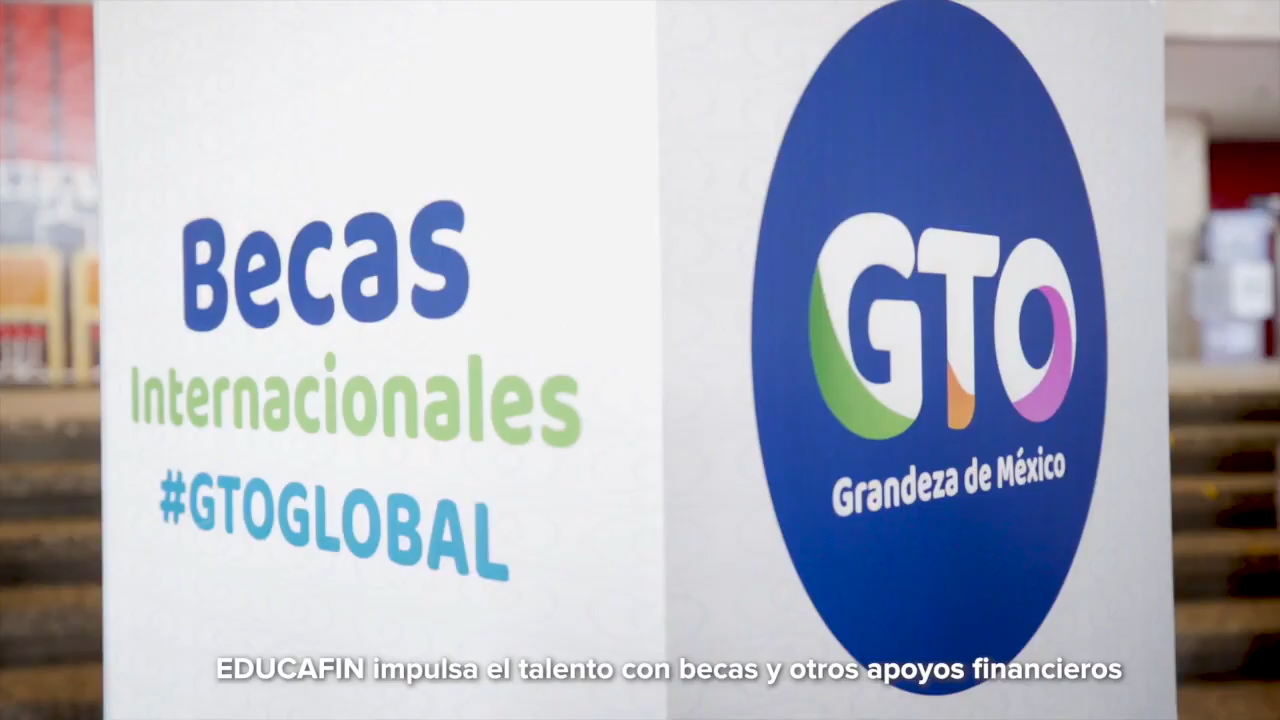 Becas
Internacionales
#GTOGLOBAL
GTO
Grandeza de México
EDUCAFIN impulsa el talento con becas y otros apoyos financieros